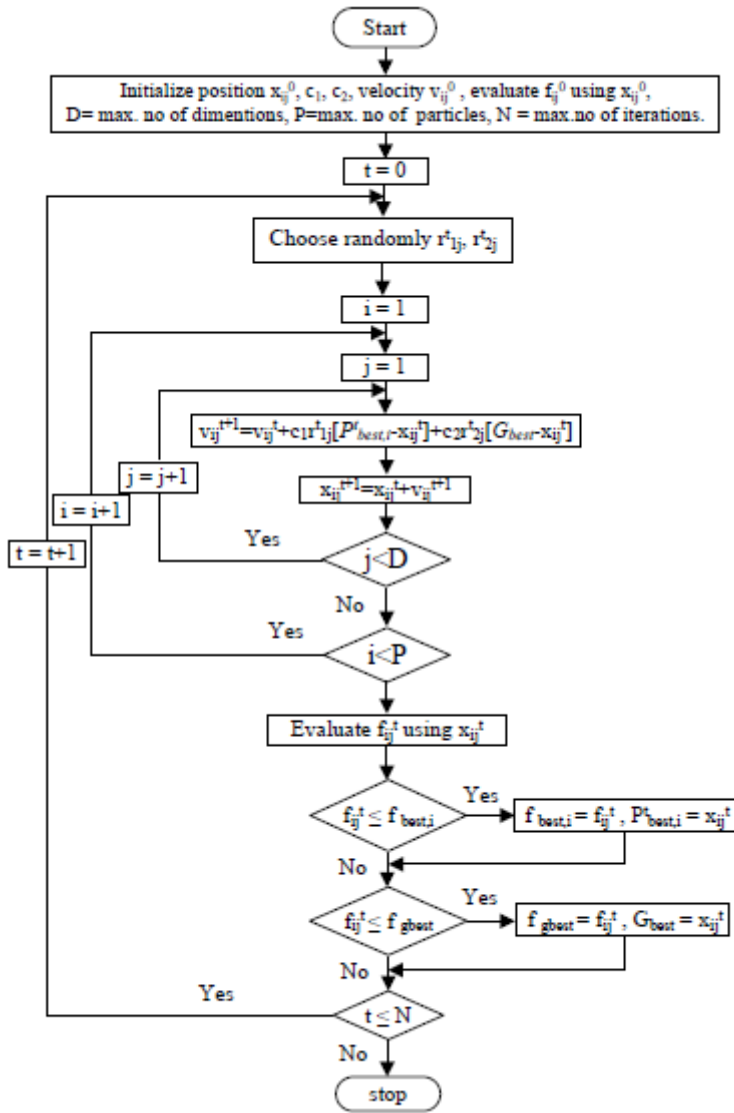 Start
Initialize position xᵢⱼ⁰, c₁, c₂, velocity vᵢⱼ⁰ , evaluate fᵢⱼ⁰ using xᵢⱼ⁰,
D= max. no of dimentions, P=max. no of particles, N = max.no of iterations.
t = 0
Choose randomly rᵗ₁ⱼ, rᵗ₂ⱼ
i = 1
j = 1
vᵢⱼᵗ⁺¹=vᵢⱼᵗ+c₁rᵗ₁ⱼ[Pᵗbest,i-xᵢⱼᵗ]+c₂rᵗ₂ⱼ[Gbest-xᵢⱼᵗ]
j = j+1
xᵢⱼᵗ⁺¹=xᵢⱼᵗ+vᵢⱼᵗ⁺¹
i = i+1
t = t+1
Yes
j<D
No
Yes
i<P
Evaluate fᵢⱼᵗ using xᵢⱼᵗ
fᵢⱼᵗ ≤ f best,i
Yes
f best,i = fᵢⱼᵗ , Pᵗbest,i = xᵢⱼᵗ
No
fᵢⱼᵗ ≤ f gbest
Yes
f gbest = fᵢⱼᵗ , Gbest = xᵢⱼᵗ
No
Yes
t ≤ N
No
stop